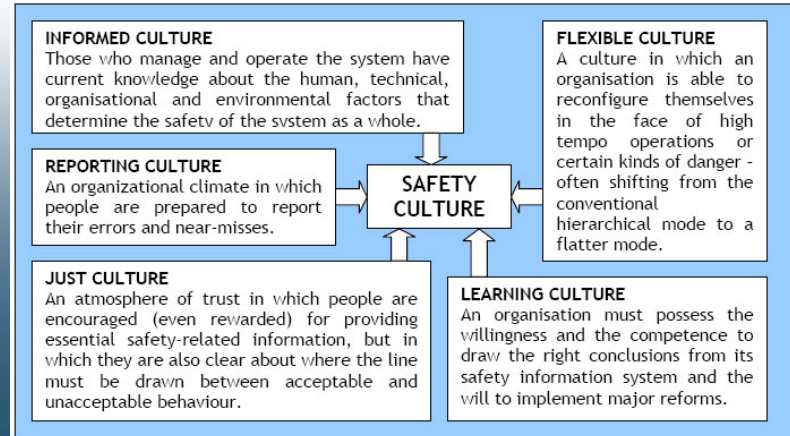 INFORMED CULTURE
Those who manage and operate the system have
current knowledge about the human, technical,
organisational and environmental factors that
determine the safety of the system as a whole.
REPORTING CULTURE
An organizational climate in which
people are prepared to report
their errors and near-misses.
JUST CULTURE
An atmosphere of trust in which people are
encouraged (even rewarded) for providing
essential safety-related information, but in
which they are also clear about where the line
must be drawn between acceptable and
unacceptable behaviour.
SAFETY
CULTURE
FLEXIBLE CULTURE
A culture in which an
organisation is able to
reconfigure themselves
in the face of high
tempo operations or
certain kinds of danger -
often shifting from the
conventional
hierarchical mode to a
flatter mode.
LEARNING CULTURE
An organisation must possess the
willingness and the competence to
draw the right conclusions from its
safety information system and the
will to implement major reforms.